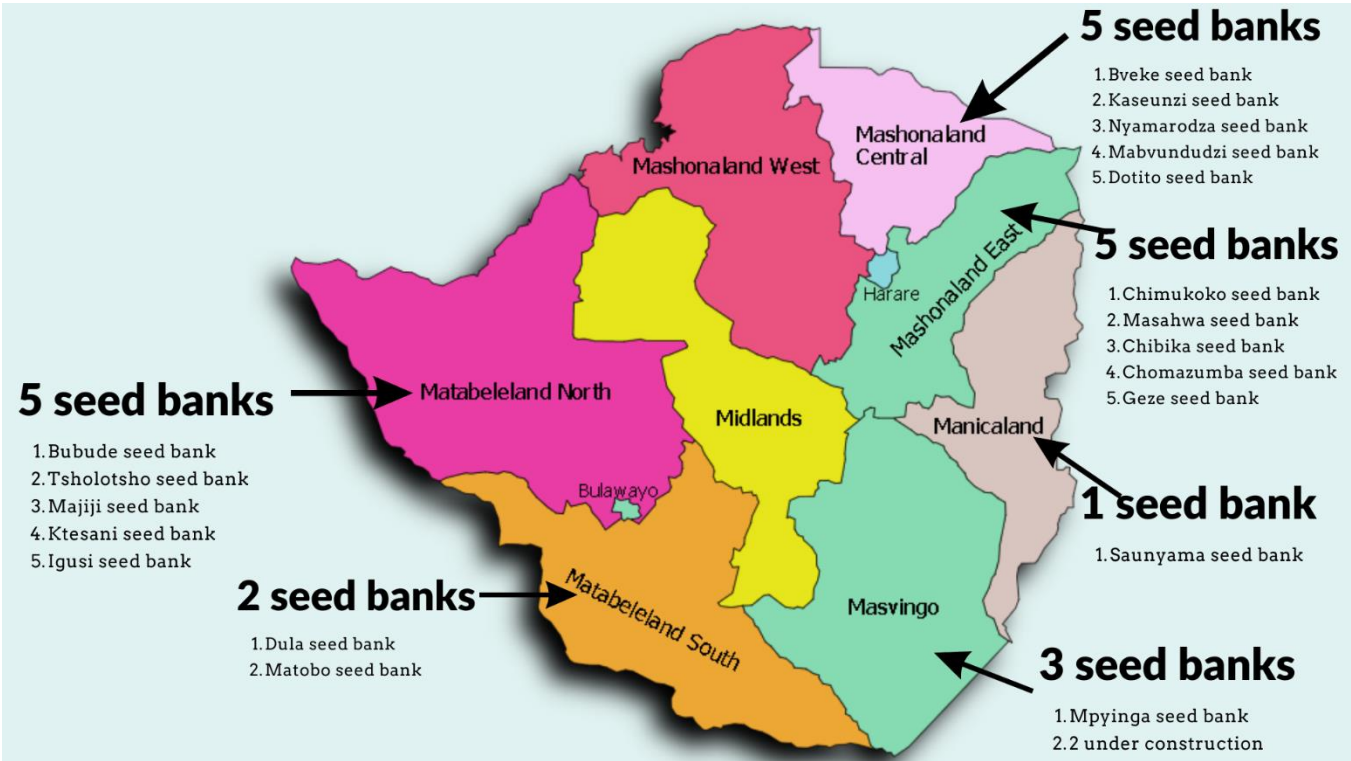 5 seed banks
1.Bveke seed bank
2.Kaseunzi seed bank
3.Nyamarodza seed bank
4.Mabvundudzi seed bank
5.Dotito seed bank
Mashonaland
Central
Mashonaland West
5 seed banks
1.Chimukoko seed bank
2.Masahwa seed bank
3.Chibika seed bank
4.Chomazumba seed bank
5.Geze seed bank
Mashonaland East
Harare
5 seed banks
1.Bubude seed bank
2.Tsholotsho seed bank
3.Majiji seed bank
4.Ktesani seed bank
5.Igusi seed bank
Matabeleland North
Midlands
Manicaland
Bulawayo
1 seed bank
1.Saunyama seed bank
2 seed banks
1.Dula seed bank
2.Matobo seed bank
Matabeleland South
Masvingo
3 seed banks
1.Mpyinga seed bank
2.2 under construction